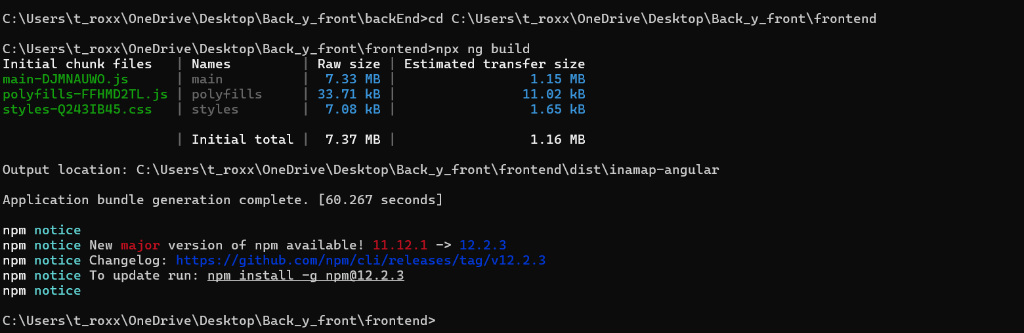 C:\Users\t_roxx\OneDrive\Desktop\Back_y_front\backEnd>cd C:\Users\t_roxx\OneDrive\Desktop\Back_y_front\frontend
C:\Users\t_roxx\OneDrive\Desktop\Back_y_front\frontend>npx ng build
Initial chunk files | Names | Raw size | Estimated transfer size
main-DJMNAUWO.js | main | 7.33 MB | 1.15 MB
polyfills-FFHMD2TL.js | polyfills | 33.71 kB | 11.02 kB
styles-Q243IB45.css | styles | 7.08 kB | 1.65 kB
| Initial total | 7.37 MB | 1.16 MB
Output location: C:\Users\t_roxx\OneDrive\Desktop\Back_y_front\frontend\dist\inamap-angular
Application bundle generation complete. [60.267 seconds]
npm notice
npm notice New major version of npm available! 11.12.1 -> 12.2.3
npm notice Changelog: https://github.com/npm/cli/releases/tag/v12.2.3
npm notice To update run: npm install -g npm@12.2.3
npm notice
C:\Users\t_roxx\OneDrive\Desktop\Back_y_front\frontend>